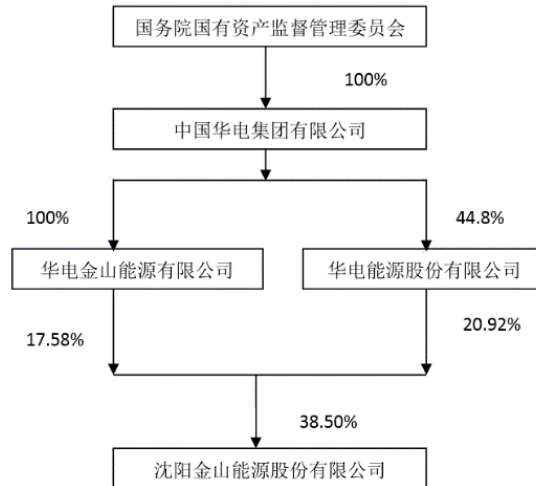 国务院国有资产监督管理委员会
100%
中国华电集团有限公司
100%
44.8%
华电金山能源有限公司
华电能源股份有限公司
17.58%
20.92%
38.50%
沈阳金山能源股份有限公司